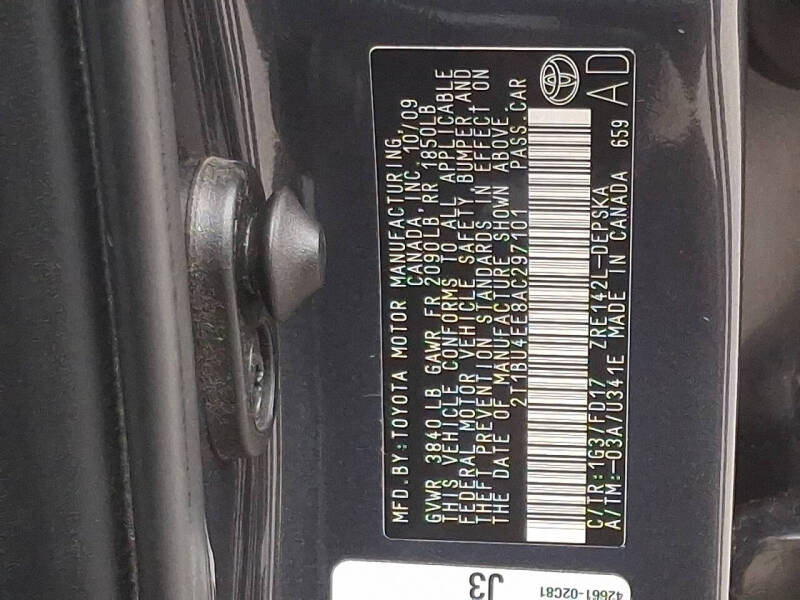 MFD.BY:TOYOTA MOTOR MANUFACTURING,
CANADA, INC. 10/09
GVWR 3840LB GAWR FR 2090LB, RR 1850LB
THIS VEHICLE CONFORMS TO ALL APPLICABLE
FEDERAL MOTOR VEHICLE SAFETY, BUMPER AND
THEFT PREVENTION STANDARDS IN EFFECT ON
THE DATE OF MANUFACTURE SHOWN ABOVE.
2T1BU4EE8AC297101 PASS.CAR
C/TR:1G3/FD17 ZRE142L-DEPSKA
A/TM:-03A/U341E MADE IN CANADA 659
AD
J3
42661-02C81